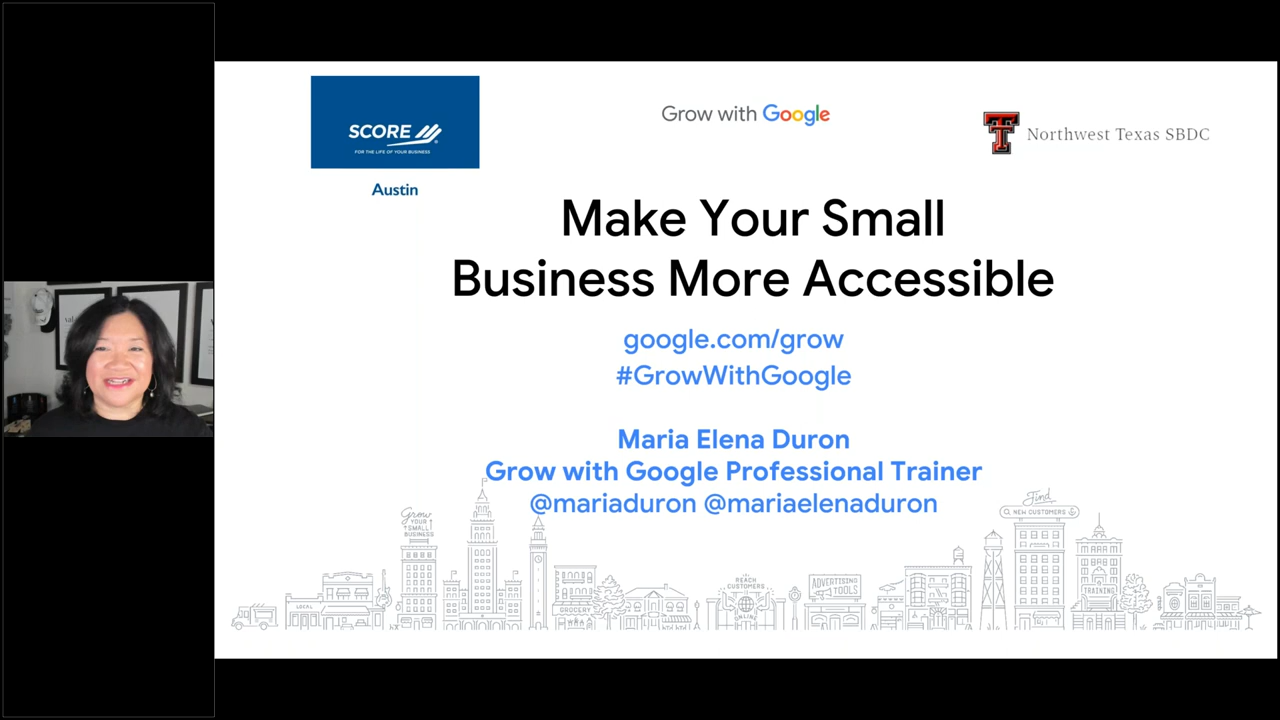 SCORE
FOR THE LIFE OF YOUR BUSINESS
Austin
Grow with Google
T
Northwest Texas SBDC
Make Your Small
Business More Accessible
google.com/grow
#GrowWithGoogle
Maria Elena Duron
Grow with Google Professional Trainer
@mariaduron @mariaelenaduron
Grow
YOUR
SMALL
BUSINESS
Find
NEW CUSTOMERS
LOCAL
GROCERY
REACH
CUSTOMERS
ONLINE
ADVERTISING
TOOLS
TRAINING